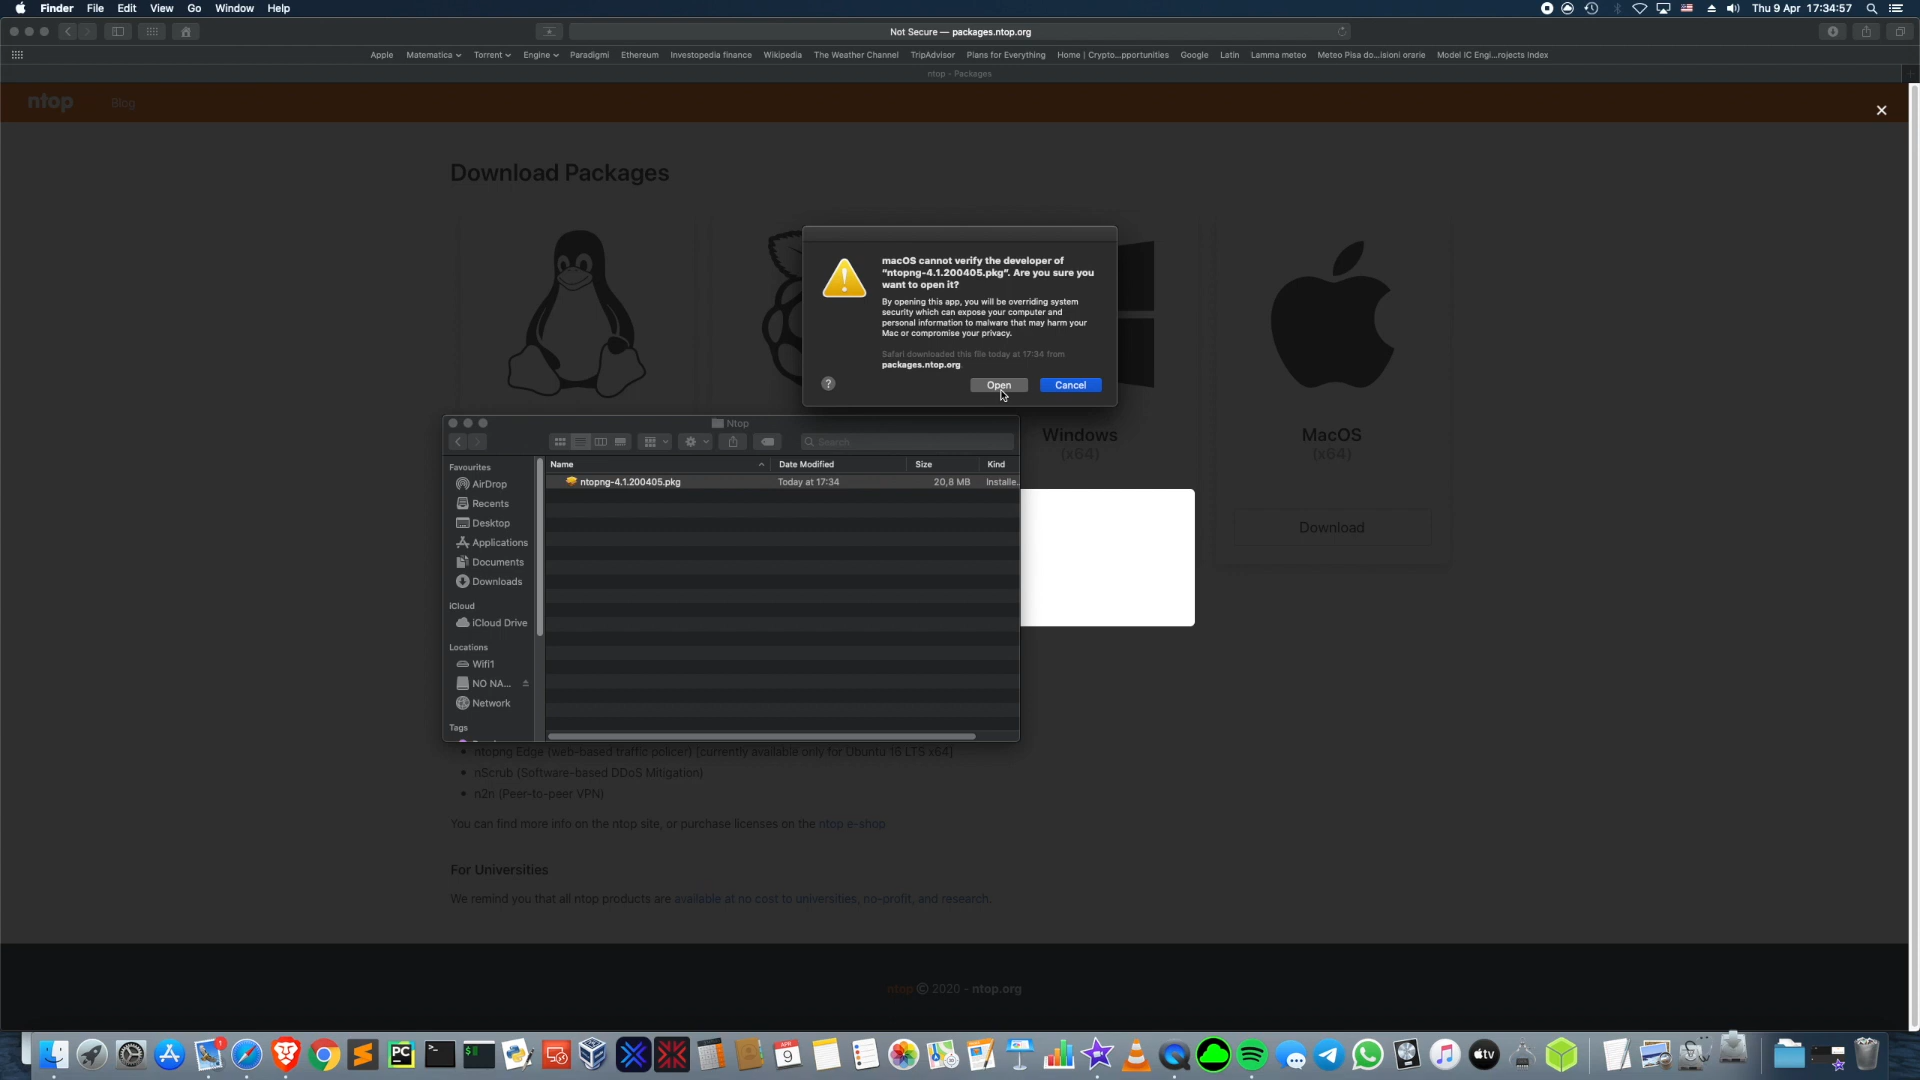 Finder File Edit View Go Window Help
Thu 9 Apr 17:34:57
Not Secure — packages.ntop.org
Apple Matematica Torrent Engine Paradigmi Ethereum Investopedia finance Wikipedia The Weather Channel TripAdvisor Plans for Everything Home | Crypto...pportunities Google Latin Lamma meteo Meteo Pisa do...isioni orarie Model IC Engi...rojects Index
ntop - Packages
ntop Blog
Download Packages
macOS cannot verify the developer of
“ntopng-4.1.200405.pkg”. Are you sure you
want to open it?
By opening this app, you will be overriding system
security which can expose your computer and
personal information to malware that may harm your
Mac or compromise your privacy.
Safari downloaded this file today at 17:34 from
packages.ntop.org
? Open Cancel
Windows
(x64)
MacOS
(x64)
Download
Ntop
Search
Name Date Modified Size Kind
ntopng-4.1.200405.pkg Today at 17:34 20,8 MB Installe...
Favourites
AirDrop
Recents
Desktop
Applications
Documents
Downloads
iCloud
iCloud Drive
Locations
Wifi1
NO NA...
Network
Tags
ntopng Edge (web-based traffic policer) [currently available only for Ubuntu 16 LTS x64]
nScrub (Software-based DDoS Mitigation)
n2n (Peer-to-peer VPN)
You can find more info on the ntop site, or purchase licenses on the ntop e-shop
For Universities
We remind you that all ntop products are available at no cost to universities, no-profit, and research.
ntop © 2020 - ntop.org
1
PC
APR
9
tv